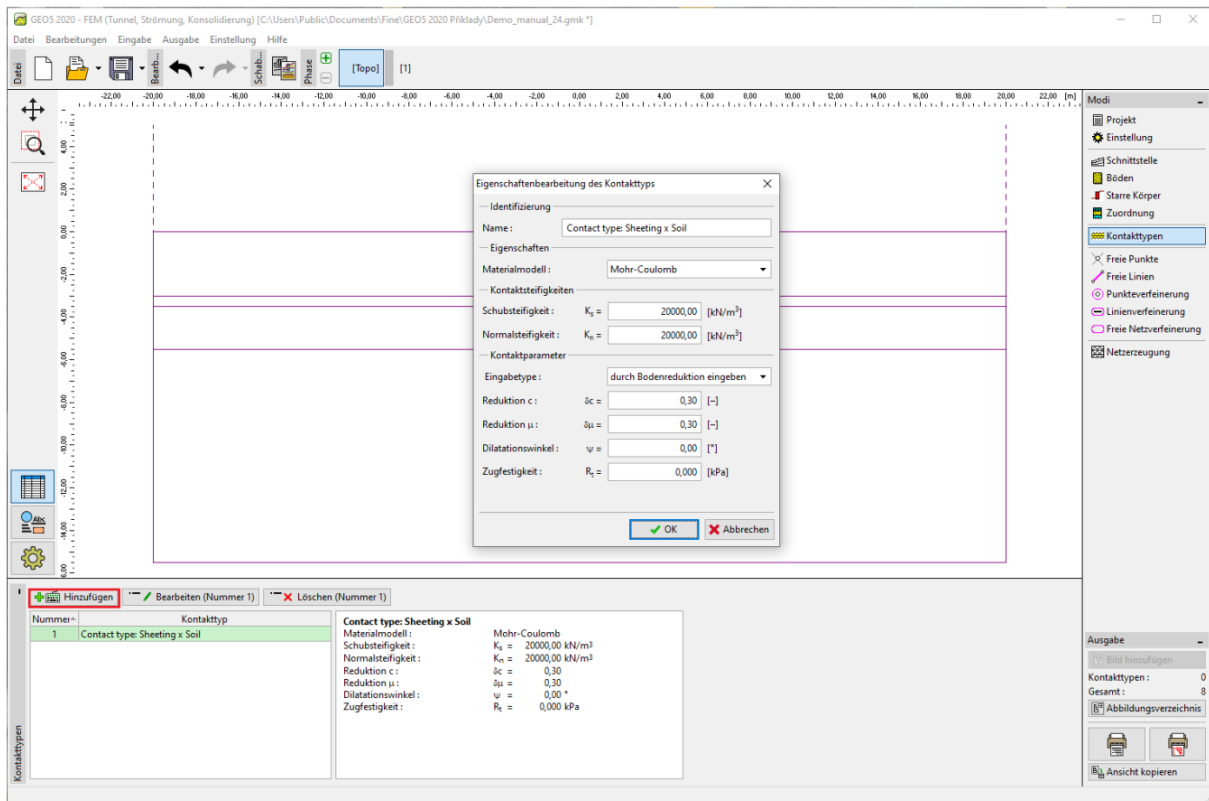 GEO5 2020 - FEM (Tunnel, Strömung, Konsolidierung) [C:\Users\Public\Documents\Fine\GEO5 2020 Příklady\Demo_manual_24.gmk *]
Datei Bearbeitungen Eingabe Ausgabe Einstellung Hilfe
Datei
Bearb...
Schab...
Phase
[Topo]
[1]
-22,00 -20,00 -18,00 -16,00 -14,00 -12,00 -10,00 -8,00 -6,00 -4,00 -2,00 0,00 2,00 4,00 6,00 8,00 10,00 12,00 14,00 16,00 18,00 20,00 22,00 [m]
4,00
2,00
0,00
-2,00
-4,00
-6,00
-8,00
-10,00
-12,00
-14,00
Modi
Projekt
Einstellung
Schnittstelle
Böden
Starre Körper
Zuordnung
Kontakttypen
Freie Punkte
Freie Linien
Punkteverfeinerung
Linienverfeinerung
Freie Netzverfeinerung
Netzerzeugung
Eigenschaftenbearbeitung des Kontakttyps
Identifizierung
Name : Contact type: Sheeting x Soil
Eigenschaften
Materialmodell : Mohr-Coulomb
Kontaktsteifigkeiten
Schubsteifigkeit : Ks = 20000,00 [kN/m³]
Normalsteifigkeit : Kn = 20000,00 [kN/m³]
Kontaktparameter
Eingabetype : durch Bodenreduktion eingeben
Reduktion c : δc = 0,30 [–]
Reduktion μ : δμ = 0,30 [–]
Dilatationswinkel : ψ = 0,00 [°]
Zugfestigkeit : Rt = 0,000 [kPa]
OK Abbrechen
Hinzufügen Bearbeiten (Nummer 1) Löschen (Nummer 1)
Nummer Kontakttyp
1 Contact type: Sheeting x Soil
Contact type: Sheeting x Soil
Materialmodell : Mohr-Coulomb
Schubsteifigkeit : Ks = 20000,00 kN/m³
Normalsteifigkeit : Kn = 20000,00 kN/m³
Reduktion c : δc = 0,30
Reduktion μ : δμ = 0,30
Dilatationswinkel : ψ = 0,00 °
Zugfestigkeit : Rt = 0,000 kPa
Kontakttypen
Ausgabe
Bild hinzufügen
Kontakttypen : 0
Gesamt : 8
Abbildungsverzeichnis
Ansicht kopieren